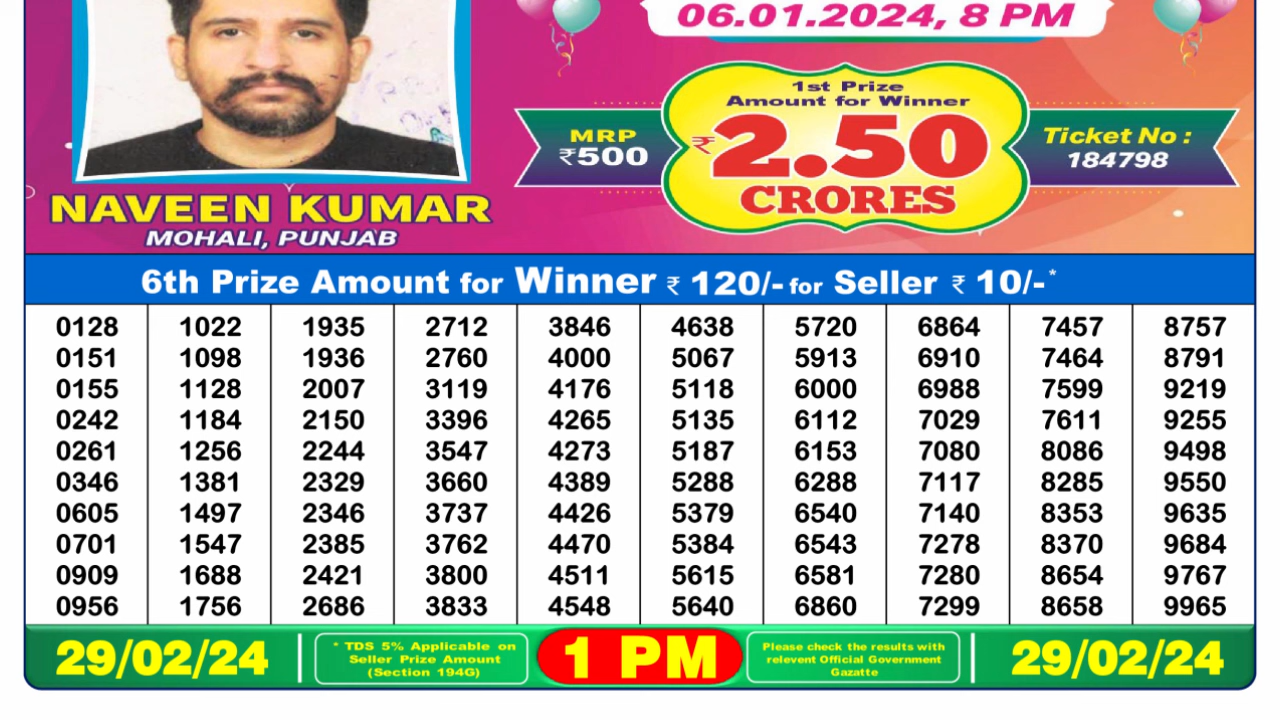 06.01.2024, 8 PM
1st Prize
Amount for Winner
MRP
₹500
₹2.50
CRORES
Ticket No :
184798
NAVEEN KUMAR
MOHALI, PUNJAB
6th Prize Amount for Winner ₹ 120/- for Seller ₹ 10/-*
0128 1022 1935 2712 3846 4638 5720 6864 7457 8757
0151 1098 1936 2760 4000 5067 5913 6910 7464 8791
0155 1128 2007 3119 4176 5118 6000 6988 7599 9219
0242 1184 2150 3396 4265 5135 6112 7029 7611 9255
0261 1256 2244 3547 4273 5187 6153 7080 8086 9498
0346 1381 2329 3660 4389 5288 6288 7117 8285 9550
0605 1497 2346 3737 4426 5379 6540 7140 8353 9635
0701 1547 2385 3762 4470 5384 6543 7278 8370 9684
0909 1688 2421 3800 4511 5615 6581 7280 8654 9767
0956 1756 2686 3833 4548 5640 6860 7299 8658 9965
29/02/24
* TDS 5% Applicable on
Seller Prize Amount
(Section 194G)
1 PM
Please check the results with
relevent Official Government
Gazatte
29/02/24